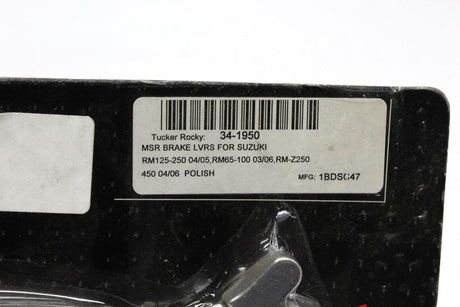 Tucker Rocky: 34-1950
MSR BRAKE LVRS FOR SUZUKI
RM125-250 04/05,RM65-100 03/06,RM-Z250
450 04/06 POLISH MFG: 1BDSC47